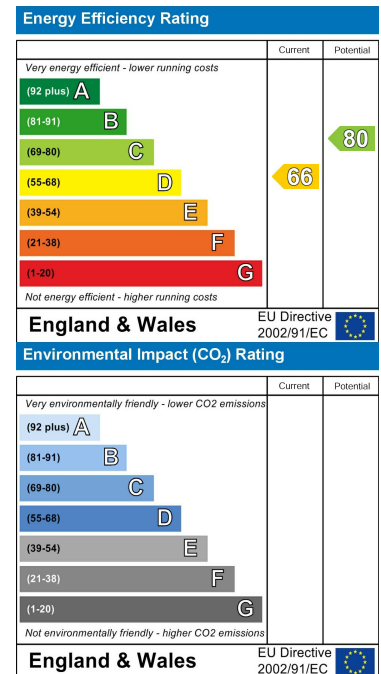 Energy Efficiency Rating
Current Potential
Very energy efficient - lower running costs
(92 plus) A
(81-91) B
(69-80) C
(55-68) D
(39-54) E
(21-38) F
(1-20) G
66
80
Not energy efficient - higher running costs
England & Wales
EU Directive
2002/91/EC
Environmental Impact (CO₂) Rating
Current Potential
Very environmentally friendly - lower CO2 emissions
(92 plus) A
(81-91) B
(69-80) C
(55-68) D
(39-54) E
(21-38) F
(1-20) G
Not environmentally friendly - higher CO2 emissions
England & Wales
EU Directive
2002/91/EC